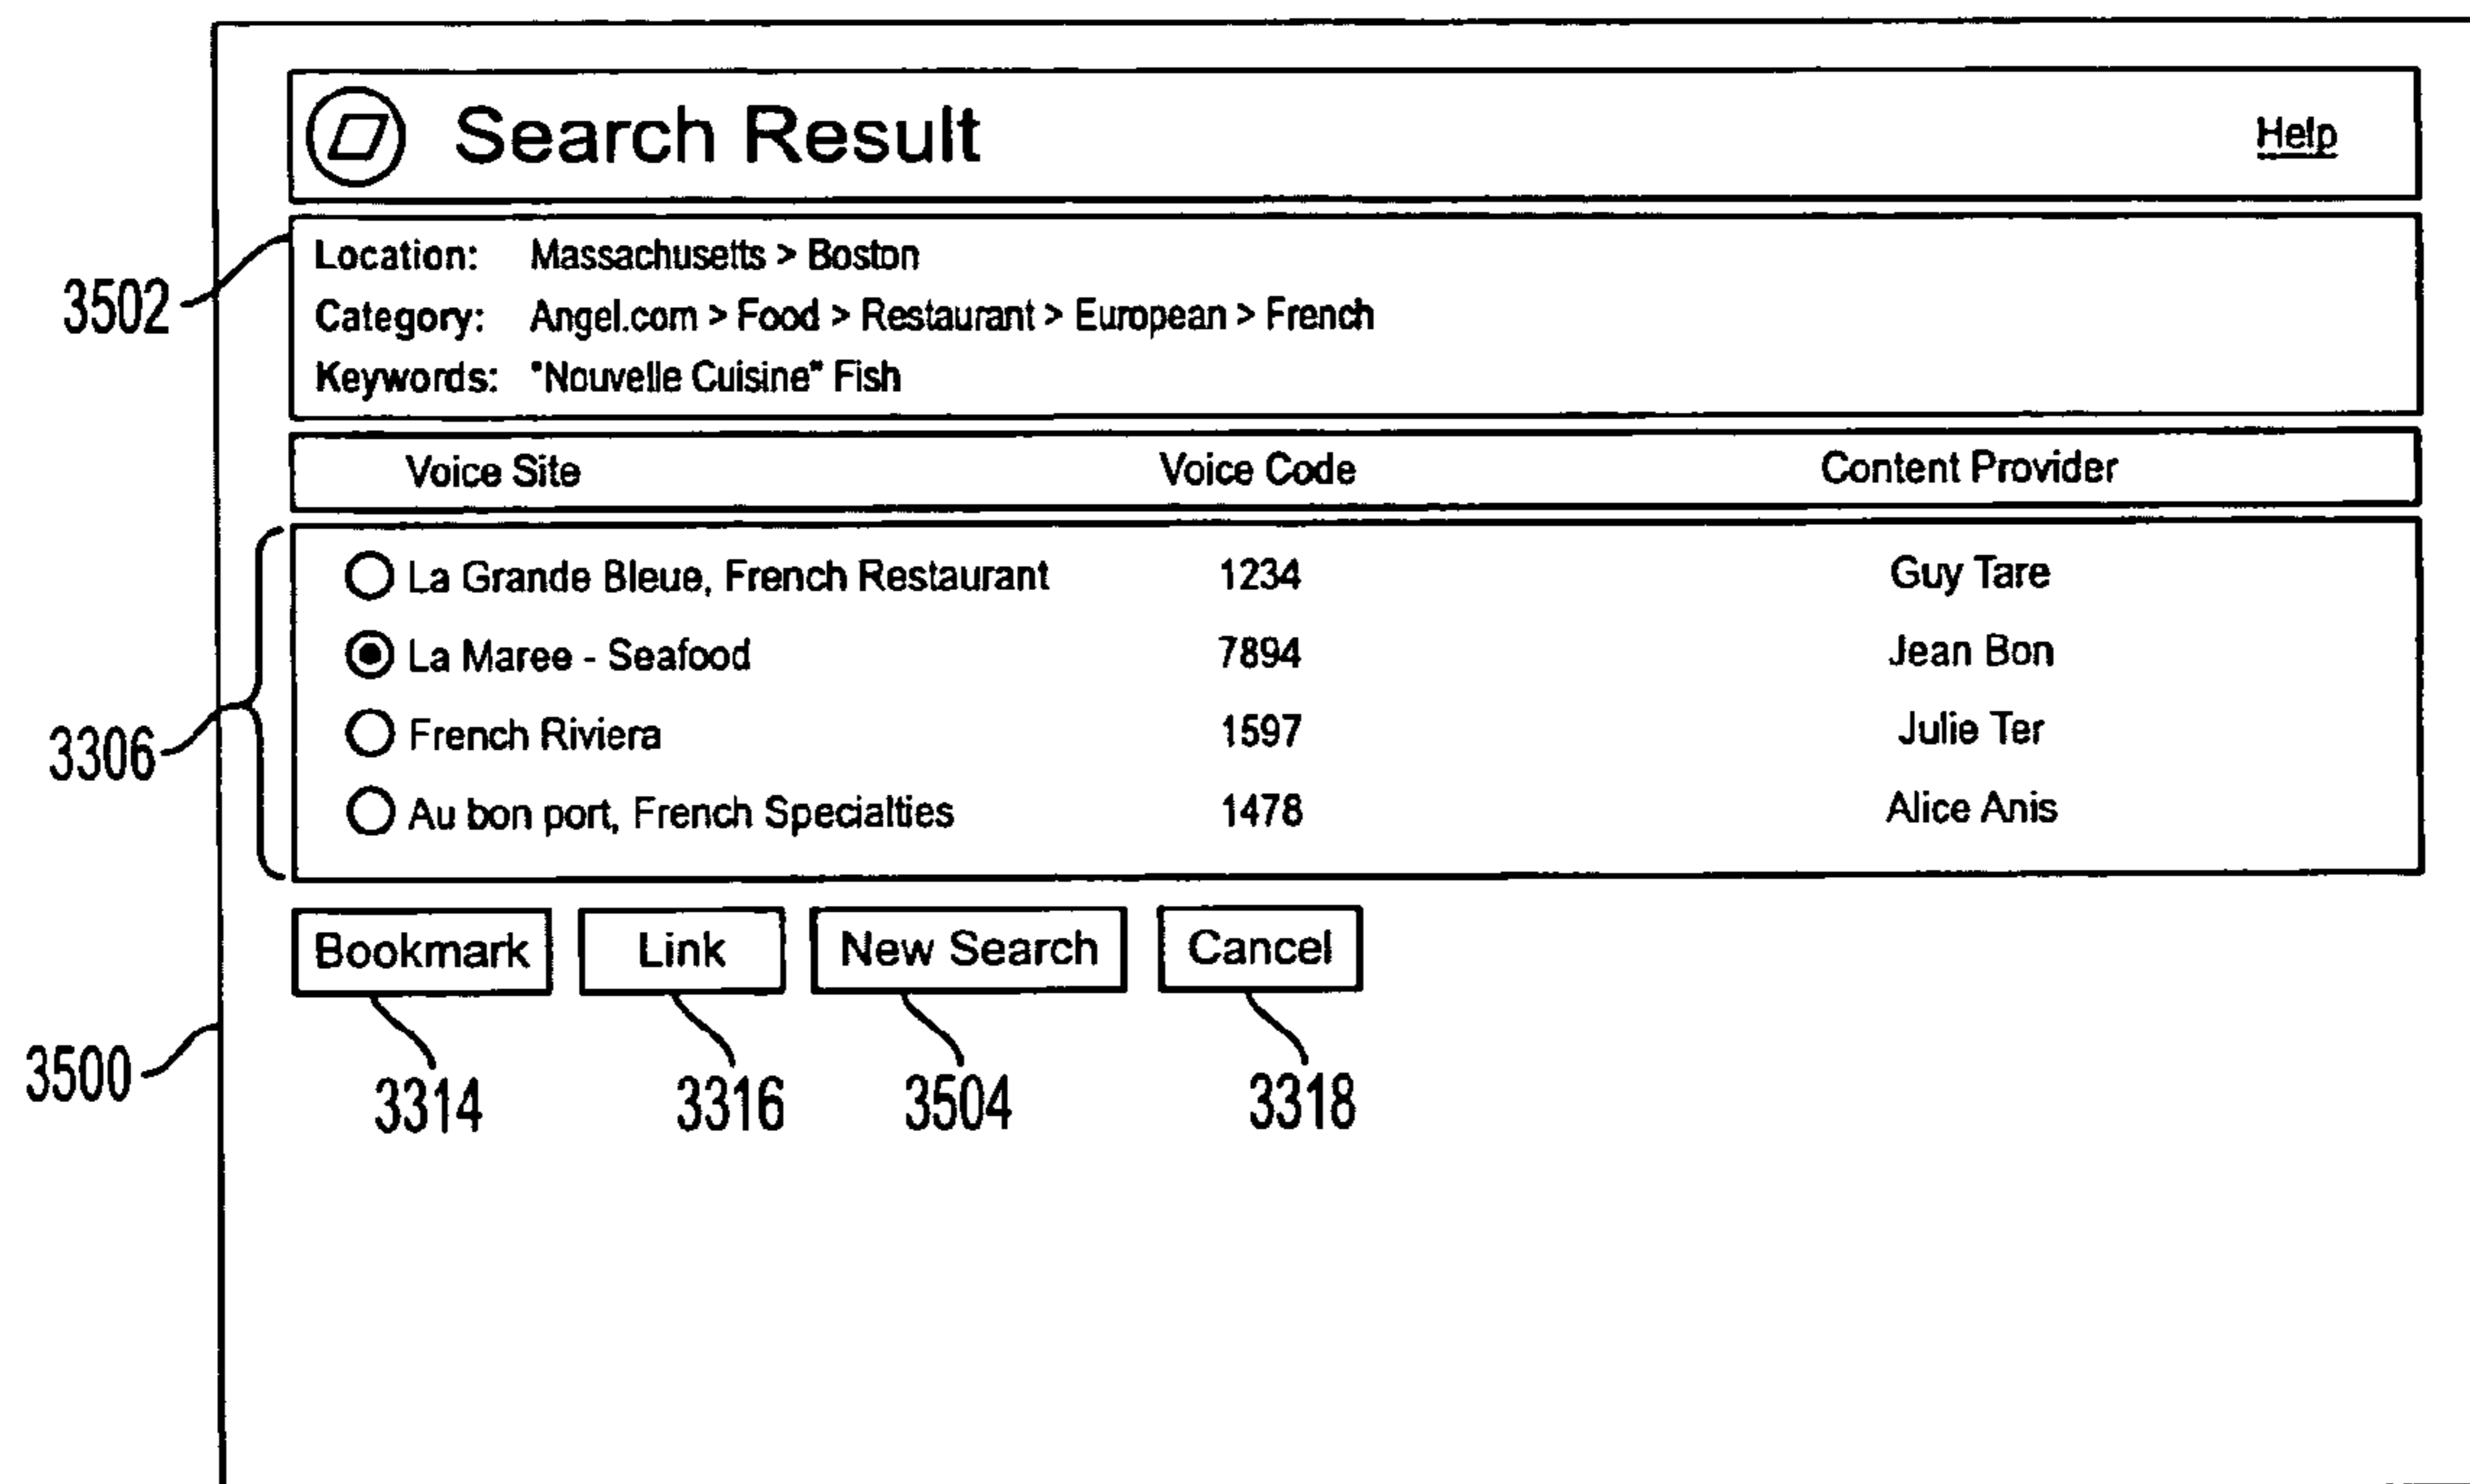 Search Result Help
3502
Location: Massachusetts > Boston
Category: Angel.com > Food > Restaurant > European > French
Keywords: "Nouvelle Cuisine" Fish
Voice Site Voice Code Content Provider
3306
La Grande Bleue, French Restaurant 1234 Guy Tare
La Maree - Seafood 7894 Jean Bon
French Riviera 1597 Julie Ter
Au bon port, French Specialties 1478 Alice Anis
Bookmark Link New Search Cancel
3500
3314 3316 3504 3318